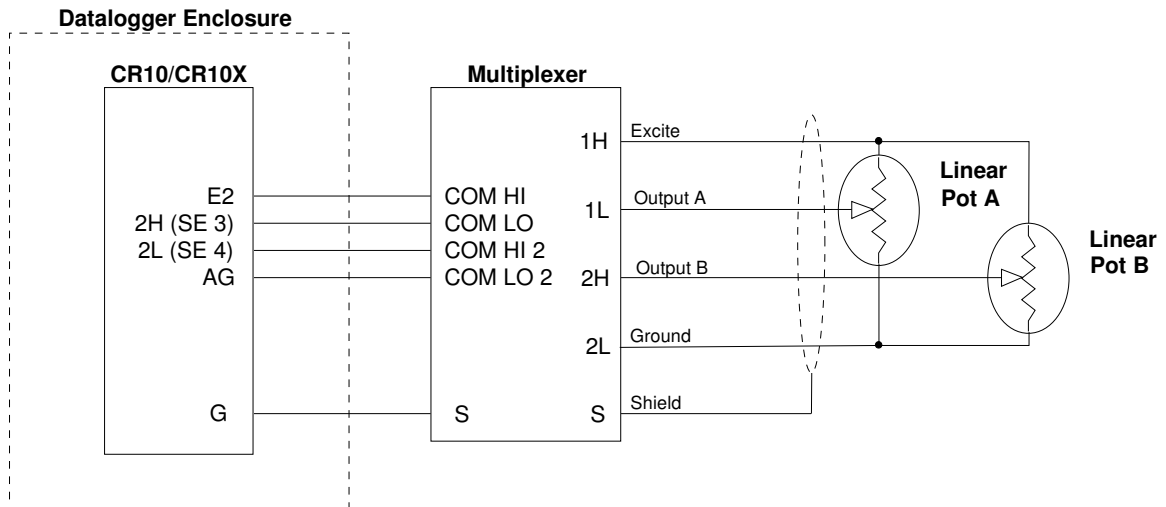 Datalogger Enclosure
CR10/CR10X
E2
2H (SE 3)
2L (SE 4)
AG
G
Multiplexer
COM HI
COM LO
COM HI 2
COM LO 2
S
1H
1L
2H
2L
S
Excite
Output A
Output B
Ground
Shield
Linear
Pot A
Linear
Pot B